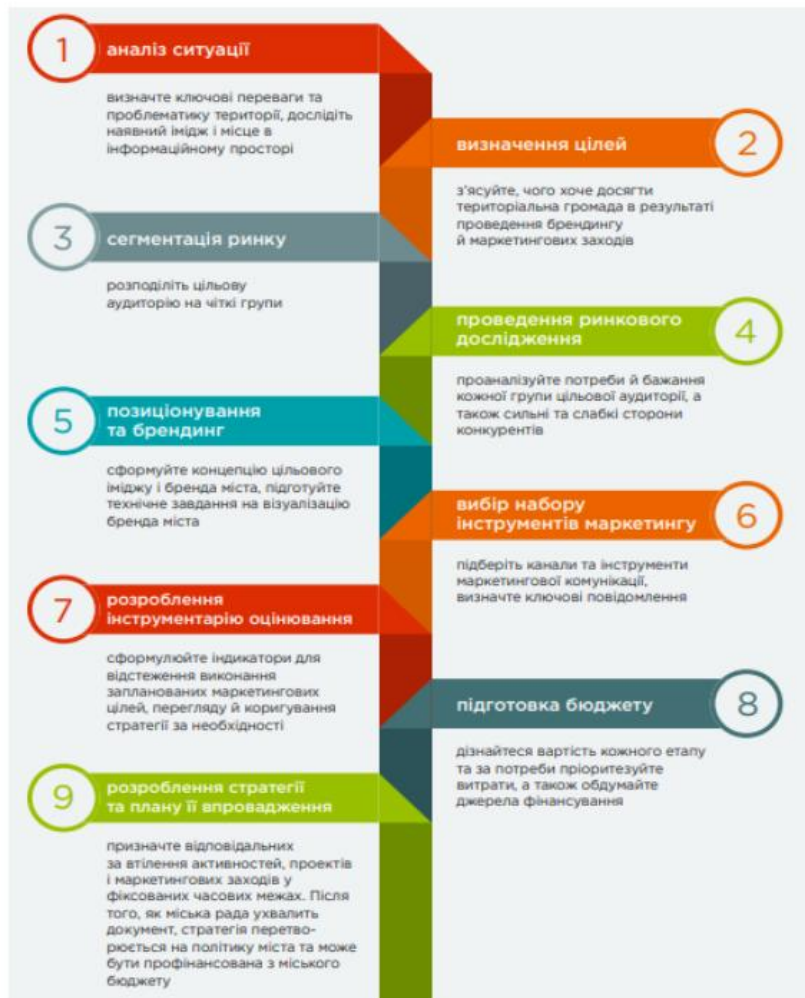 1
аналіз ситуації
визначте ключові переваги та
проблематику території, дослідіть
наявний імідж і місце в
інформаційному просторі
2
визначення цілей
з'ясуйте, чого хоче досягти
територіальна громада в результаті
проведення брендингу
й маркетингових заходів
3
сегментація ринку
розподіліть цільову
аудиторію на чіткі групи
4
проведення ринкового
дослідження
проаналізуйте потреби й бажання
кожної групи цільової аудиторії, а
також сильні та слабкі сторони
конкурентів
5
позиціонування
та брендинг
сформуйте концепцію цільового
іміджу і бренда міста, підготуйте
технічне завдання на візуалізацію
бренда міста
6
вибір набору
інструментів маркетингу
підберіть канали та інструменти
маркетингової комунікації,
визначте ключові повідомлення
7
розроблення
інструментарію оцінювання
сформулюйте індикатори для
відстеження виконання
запланованих маркетингових
цілей, перегляду й коригування
стратегії за необхідності
8
підготовка бюджету
дізнайтеся вартість кожного етапу
та за потреби пріоритезуйте
витрати, а також обдумайте
джерела фінансування
9
розроблення стратегії
та плану її впровадження
призначте відповідальних
за втілення активностей, проектів
і маркетингових заходів у
фіксованих часових межах. Після
того, як міська рада ухвалить
документ, стратегія перетво-
рюється на політику міста та може
бути профінансована з міського
бюджету